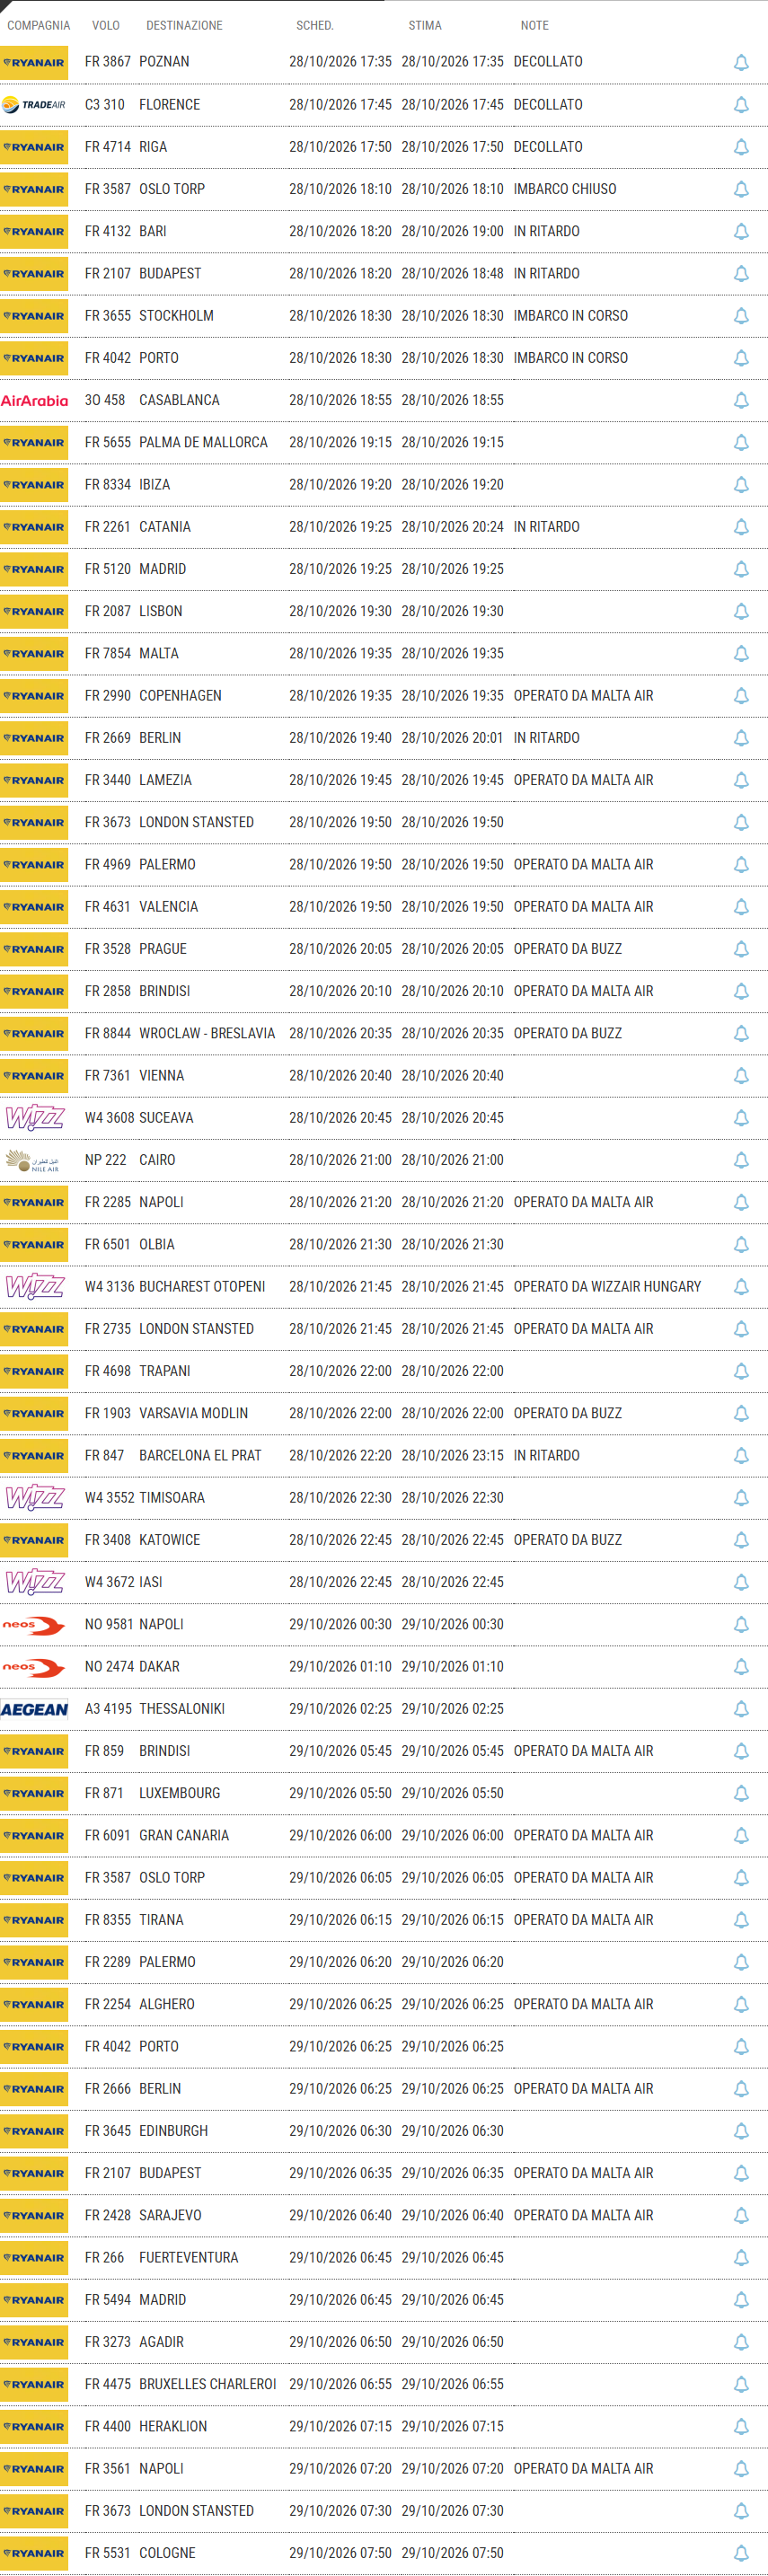 COMPAGNIA VOLO DESTINAZIONE SCHED. STIMA NOTE
RYANAIR FR 3867 POZNAN 28/10/2026 17:35 28/10/2026 17:35 DECOLLATO
TRADEAIR C3 310 FLORENCE 28/10/2026 17:45 28/10/2026 17:45 DECOLLATO
RYANAIR FR 4714 RIGA 28/10/2026 17:50 28/10/2026 17:50 DECOLLATO
RYANAIR FR 3587 OSLO TORP 28/10/2026 18:10 28/10/2026 18:10 IMBARCO CHIUSO
RYANAIR FR 4132 BARI 28/10/2026 18:20 28/10/2026 19:00 IN RITARDO
RYANAIR FR 2107 BUDAPEST 28/10/2026 18:20 28/10/2026 18:48 IN RITARDO
RYANAIR FR 3655 STOCKHOLM 28/10/2026 18:30 28/10/2026 18:30 IMBARCO IN CORSO
RYANAIR FR 4042 PORTO 28/10/2026 18:30 28/10/2026 18:30 IMBARCO IN CORSO
AirArabia 3O 458 CASABLANCA 28/10/2026 18:55 28/10/2026 18:55
RYANAIR FR 5655 PALMA DE MALLORCA 28/10/2026 19:15 28/10/2026 19:15
RYANAIR FR 8334 IBIZA 28/10/2026 19:20 28/10/2026 19:20
RYANAIR FR 2261 CATANIA 28/10/2026 19:25 28/10/2026 20:24 IN RITARDO
RYANAIR FR 5120 MADRID 28/10/2026 19:25 28/10/2026 19:25
RYANAIR FR 2087 LISBON 28/10/2026 19:30 28/10/2026 19:30
RYANAIR FR 7854 MALTA 28/10/2026 19:35 28/10/2026 19:35
RYANAIR FR 2990 COPENHAGEN 28/10/2026 19:35 28/10/2026 19:35 OPERATO DA MALTA AIR
RYANAIR FR 2669 BERLIN 28/10/2026 19:40 28/10/2026 20:01 IN RITARDO
RYANAIR FR 3440 LAMEZIA 28/10/2026 19:45 28/10/2026 19:45 OPERATO DA MALTA AIR
RYANAIR FR 3673 LONDON STANSTED 28/10/2026 19:50 28/10/2026 19:50
RYANAIR FR 4969 PALERMO 28/10/2026 19:50 28/10/2026 19:50 OPERATO DA MALTA AIR
RYANAIR FR 4631 VALENCIA 28/10/2026 19:50 28/10/2026 19:50 OPERATO DA MALTA AIR
RYANAIR FR 3528 PRAGUE 28/10/2026 20:05 28/10/2026 20:05 OPERATO DA BUZZ
RYANAIR FR 2858 BRINDISI 28/10/2026 20:10 28/10/2026 20:10 OPERATO DA MALTA AIR
RYANAIR FR 8844 WROCLAW - BRESLAVIA 28/10/2026 20:35 28/10/2026 20:35 OPERATO DA BUZZ
RYANAIR FR 7361 VIENNA 28/10/2026 20:40 28/10/2026 20:40
WIZZ W4 3608 SUCEAVA 28/10/2026 20:45 28/10/2026 20:45
النيل للطيران NILE AIR NP 222 CAIRO 28/10/2026 21:00 28/10/2026 21:00
RYANAIR FR 2285 NAPOLI 28/10/2026 21:20 28/10/2026 21:20 OPERATO DA MALTA AIR
RYANAIR FR 6501 OLBIA 28/10/2026 21:30 28/10/2026 21:30
WIZZ W4 3136 BUCHAREST OTOPENI 28/10/2026 21:45 28/10/2026 21:45 OPERATO DA WIZZAIR HUNGARY
RYANAIR FR 2735 LONDON STANSTED 28/10/2026 21:45 28/10/2026 21:45 OPERATO DA MALTA AIR
RYANAIR FR 4698 TRAPANI 28/10/2026 22:00 28/10/2026 22:00
RYANAIR FR 1903 VARSAVIA MODLIN 28/10/2026 22:00 28/10/2026 22:00 OPERATO DA BUZZ
RYANAIR FR 847 BARCELONA EL PRAT 28/10/2026 22:20 28/10/2026 23:15 IN RITARDO
WIZZ W4 3552 TIMISOARA 28/10/2026 22:30 28/10/2026 22:30
RYANAIR FR 3408 KATOWICE 28/10/2026 22:45 28/10/2026 22:45 OPERATO DA BUZZ
WIZZ W4 3672 IASI 28/10/2026 22:45 28/10/2026 22:45
neos NO 9581 NAPOLI 29/10/2026 00:30 29/10/2026 00:30
neos NO 2474 DAKAR 29/10/2026 01:10 29/10/2026 01:10
AEGEAN A3 4195 THESSALONIKI 29/10/2026 02:25 29/10/2026 02:25
RYANAIR FR 859 BRINDISI 29/10/2026 05:45 29/10/2026 05:45 OPERATO DA MALTA AIR
RYANAIR FR 871 LUXEMBOURG 29/10/2026 05:50 29/10/2026 05:50
RYANAIR FR 6091 GRAN CANARIA 29/10/2026 06:00 29/10/2026 06:00 OPERATO DA MALTA AIR
RYANAIR FR 3587 OSLO TORP 29/10/2026 06:05 29/10/2026 06:05 OPERATO DA MALTA AIR
RYANAIR FR 8355 TIRANA 29/10/2026 06:15 29/10/2026 06:15 OPERATO DA MALTA AIR
RYANAIR FR 2289 PALERMO 29/10/2026 06:20 29/10/2026 06:20
RYANAIR FR 2254 ALGHERO 29/10/2026 06:25 29/10/2026 06:25 OPERATO DA MALTA AIR
RYANAIR FR 4042 PORTO 29/10/2026 06:25 29/10/2026 06:25
RYANAIR FR 2666 BERLIN 29/10/2026 06:25 29/10/2026 06:25 OPERATO DA MALTA AIR
RYANAIR FR 3645 EDINBURGH 29/10/2026 06:30 29/10/2026 06:30
RYANAIR FR 2107 BUDAPEST 29/10/2026 06:35 29/10/2026 06:35 OPERATO DA MALTA AIR
RYANAIR FR 2428 SARAJEVO 29/10/2026 06:40 29/10/2026 06:40 OPERATO DA MALTA AIR
RYANAIR FR 266 FUERTEVENTURA 29/10/2026 06:45 29/10/2026 06:45
RYANAIR FR 5494 MADRID 29/10/2026 06:45 29/10/2026 06:45
RYANAIR FR 3273 AGADIR 29/10/2026 06:50 29/10/2026 06:50
RYANAIR FR 4475 BRUXELLES CHARLEROI 29/10/2026 06:55 29/10/2026 06:55
RYANAIR FR 4400 HERAKLION 29/10/2026 07:15 29/10/2026 07:15
RYANAIR FR 3561 NAPOLI 29/10/2026 07:20 29/10/2026 07:20 OPERATO DA MALTA AIR
RYANAIR FR 3673 LONDON STANSTED 29/10/2026 07:30 29/10/2026 07:30
RYANAIR FR 5531 COLOGNE 29/10/2026 07:50 29/10/2026 07:50